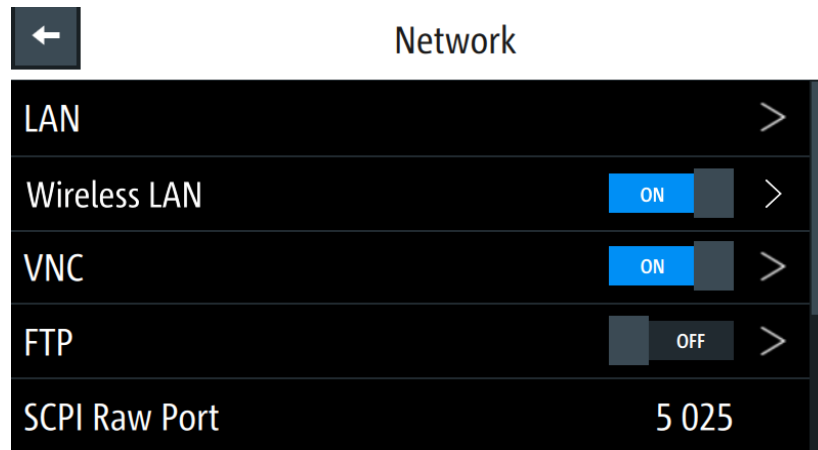 Network
LAN
Wireless LAN ON
VNC ON
FTP OFF
SCPI Raw Port 5 025